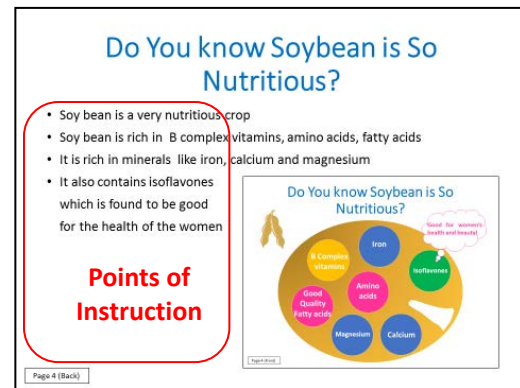 Do You know Soybean is So
Nutritious?
• Soy bean is a very nutritious crop
• Soy bean is rich in B complex vitamins, amino acids, fatty acids
• It is rich in minerals like iron, calcium and magnesium
• It also contains isoflavones
which is found to be good
for the health of the women
Points of
Instruction
Page 4 (Back)
Do You know Soybean is So
Nutritious?
Good for women's
health and beauty!
Iron
B Complex
vitamins
Isoflavones
Amino
acids
Good
Quality
Fatty acids
Magnesium
Calcium